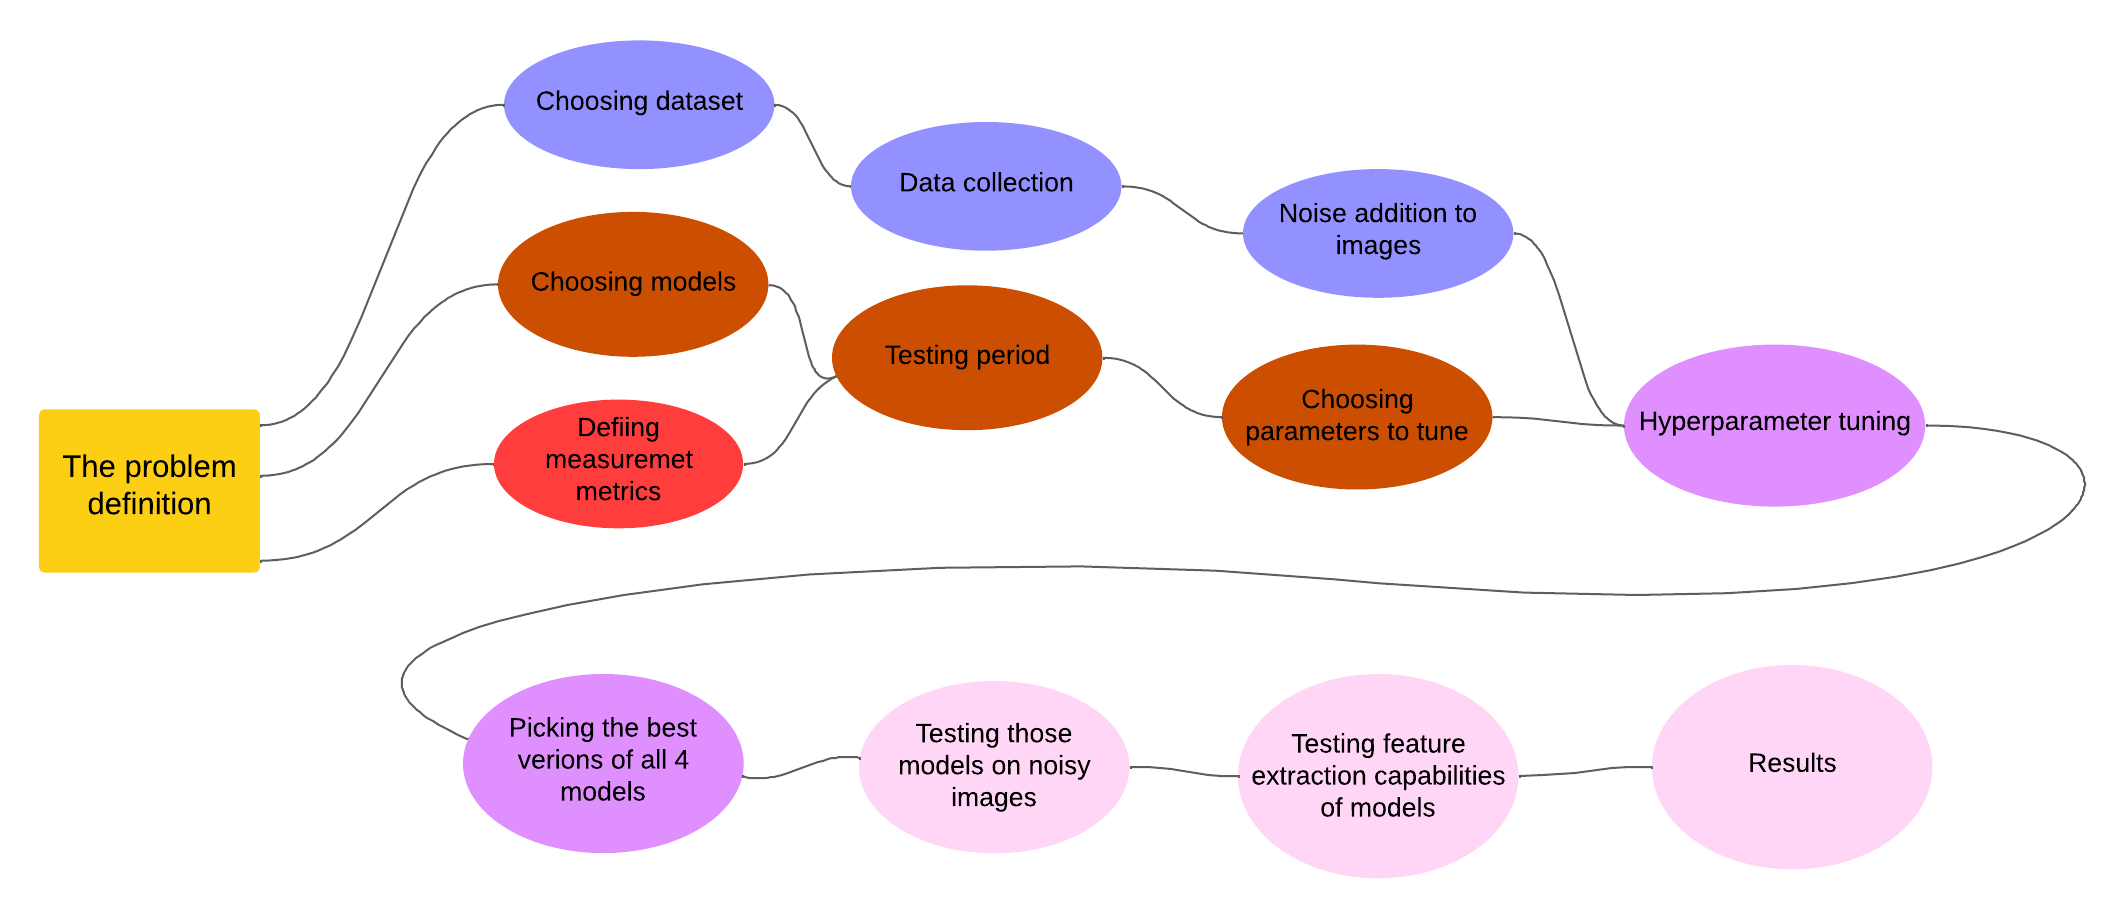 The problem
definition
Choosing dataset
Data collection
Noise addition to
images
Choosing models
Testing period
Choosing
parameters to tune
Defiing
measuremet
metrics
Hyperparameter tuning
Picking the best
verions of all 4
models
Testing those
models on noisy
images
Testing feature
extraction capabilities
of models
Results